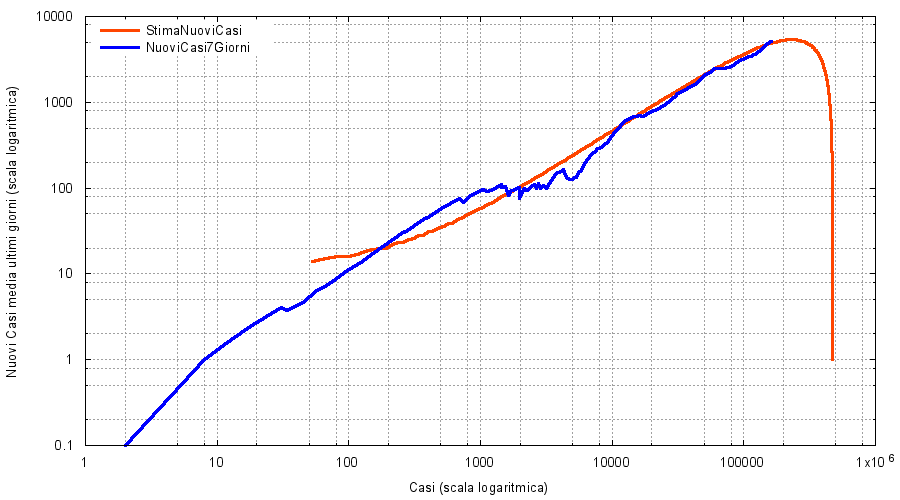 StimaNuoviCasi
NuoviCasi7Giorni
Nuovi Casi media ultimi giorni (scala logaritmica)
10000
1000
100
10
1
0.1
1 10 100 1000 10000 100000 1x10 6
Casi (scala logaritmica)